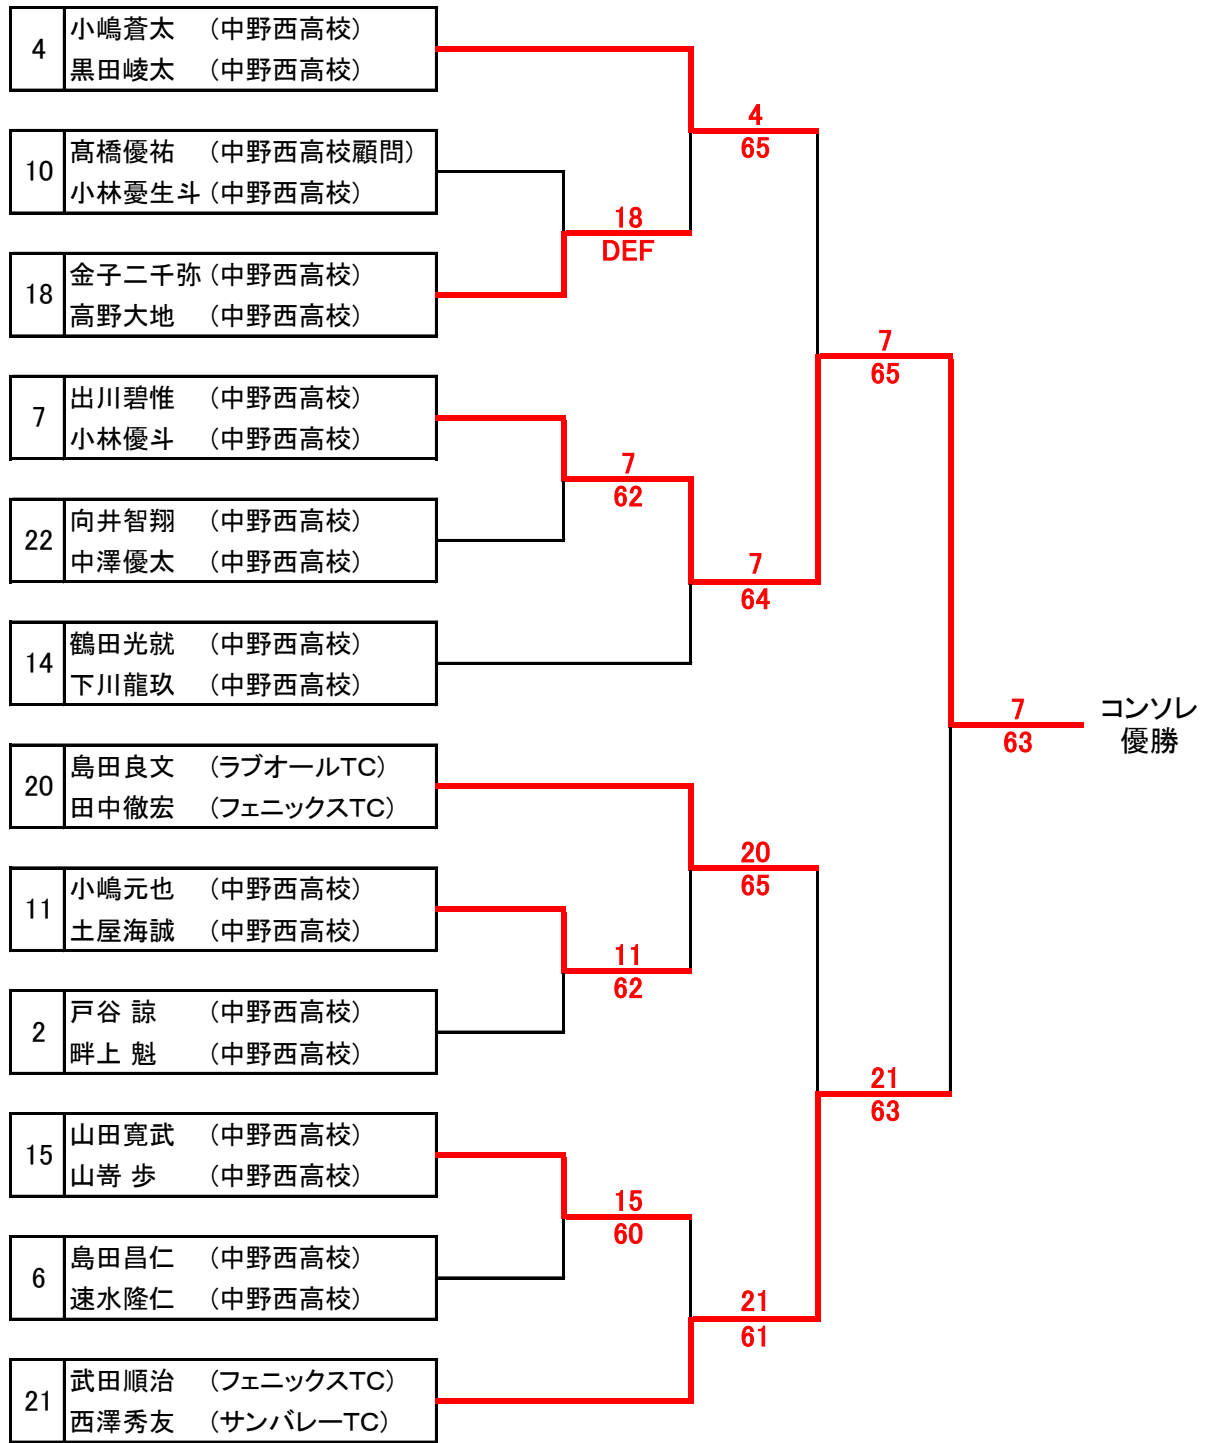 4
小嶋蒼太 (中野西高校)
黒田崚太 (中野西高校)
10
髙橋優祐 (中野西高校顧問)
小林憂生斗 (中野西高校)
18
金子二千弥 (中野西高校)
高野大地 (中野西高校)
7
出川碧惟 (中野西高校)
小林優斗 (中野西高校)
22
向井智翔 (中野西高校)
中澤優太 (中野西高校)
14
鶴田光就 (中野西高校)
下川龍玖 (中野西高校)
20
島田良文 (ラブオールTC)
田中徹宏 (フェニックスTC)
11
小嶋元也 (中野西高校)
土屋海誠 (中野西高校)
2
戸谷 諒 (中野西高校)
畔上 魁 (中野西高校)
15
山田寛武 (中野西高校)
山嵜 歩 (中野西高校)
6
島田昌仁 (中野西高校)
速水隆仁 (中野西高校)
21
武田順治 (フェニックスTC)
西澤秀友 (サンバレーTC)
18
DEF
7
62
11
62
15
60
4
65
7
64
20
65
21
61
7
65
21
63
7
63
コンソレ
優勝